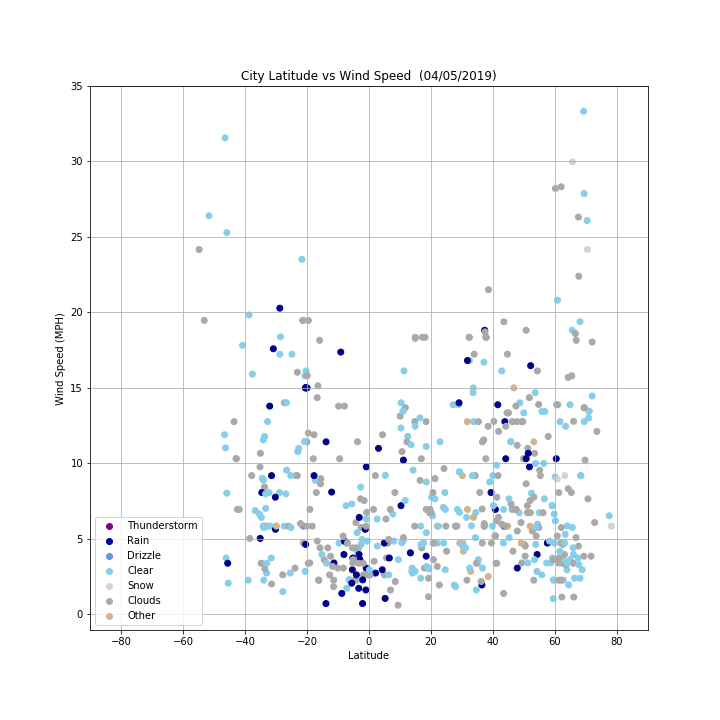 City Latitude vs Wind Speed (04/05/2019)
Wind Speed (MPH)
35
30
25
20
15
10
5
0
Thunderstorm
Rain
Drizzle
Clear
Snow
Clouds
Other
−80 −60 −40 −20 0 20 40 60 80
Latitude